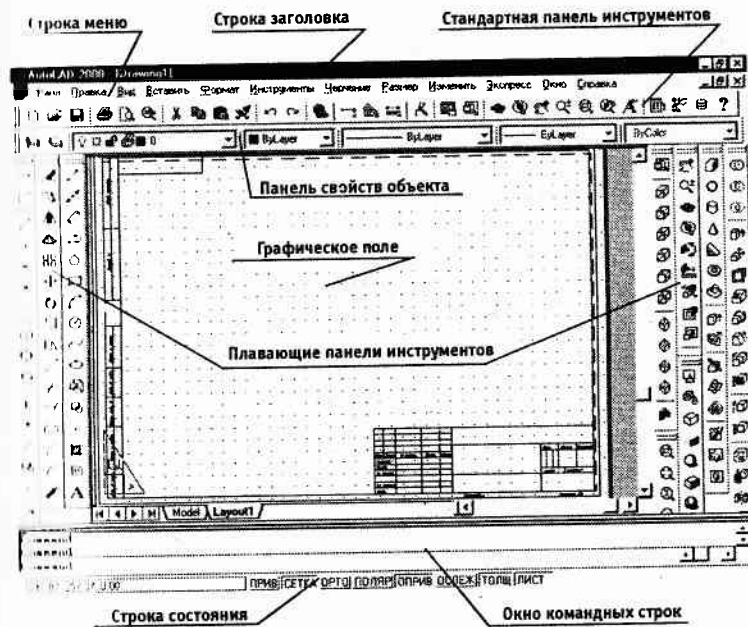 Строка меню
Строка заголовка
Стандартная панель инструментов
AutoCAD 2000 [Drawing1]
Правка Вид Вставить Формат Инструменты Черчение Размер Изменить Экспресс Окно Справка
0 ByLayer ByLayer ByLayer ByColor
Панель свойств объекта
Графическое поле
Плавающие панели инструментов
Model Layout1
ПРИВ СЕТКА ОРТО ПОЛЯР ОПРИВ ОСЛЕЖ ТОЛЩ ЛИСТ
Строка состояния
Окно командных строк